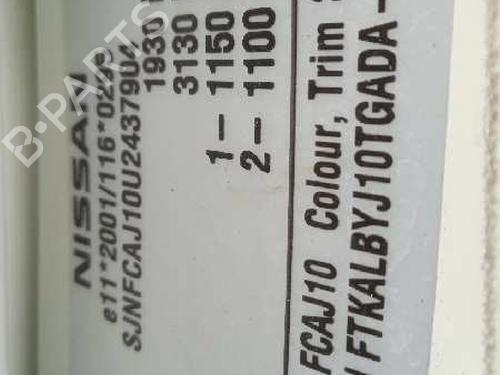 NISSAN
e11*2001/116*02
SJNFCAJ10U2437904
1930
3130
1- 1150
2- 1100
FCAJ10 Colour, Trim
FTKALBYJ10TGADA -
B-PARTS